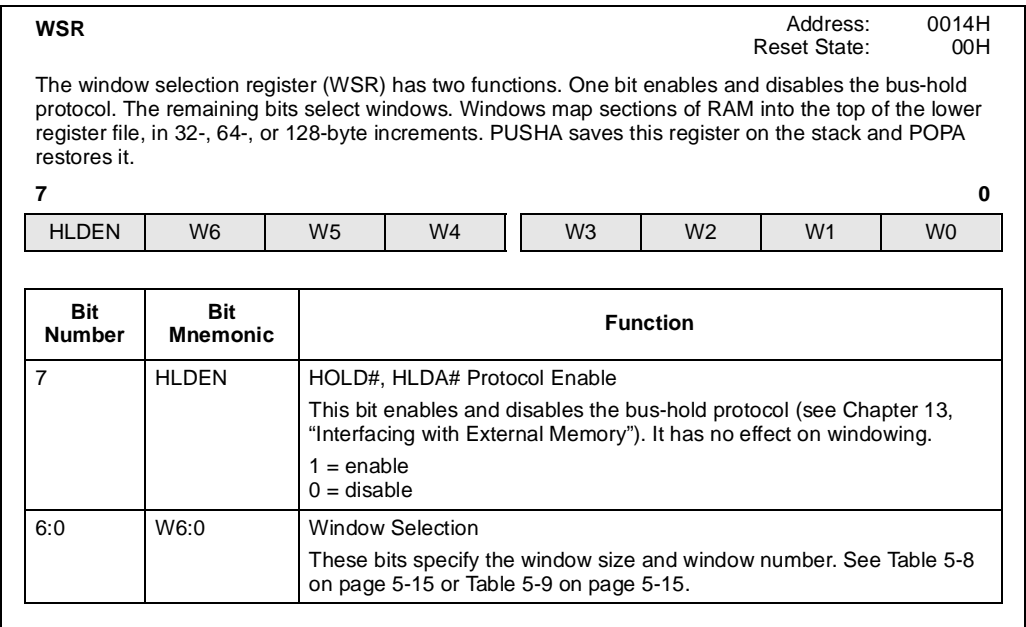 WSR Address: 0014H
Reset State: 00H
The window selection register (WSR) has two functions. One bit enables and disables the bus-hold
protocol. The remaining bits select windows. Windows map sections of RAM into the top of the lower
register file, in 32-, 64-, or 128-byte increments. PUSHA saves this register on the stack and POPA
restores it.
7 0
HLDEN W6 W5 W4 W3 W2 W1 W0
Bit Number Bit Mnemonic Function
7 HLDEN HOLD#, HLDA# Protocol Enable
This bit enables and disables the bus-hold protocol (see Chapter 13,
“Interfacing with External Memory”). It has no effect on windowing.
1 = enable
0 = disable
6:0 W6:0 Window Selection
These bits specify the window size and window number. See Table 5-8
on page 5-15 or Table 5-9 on page 5-15.